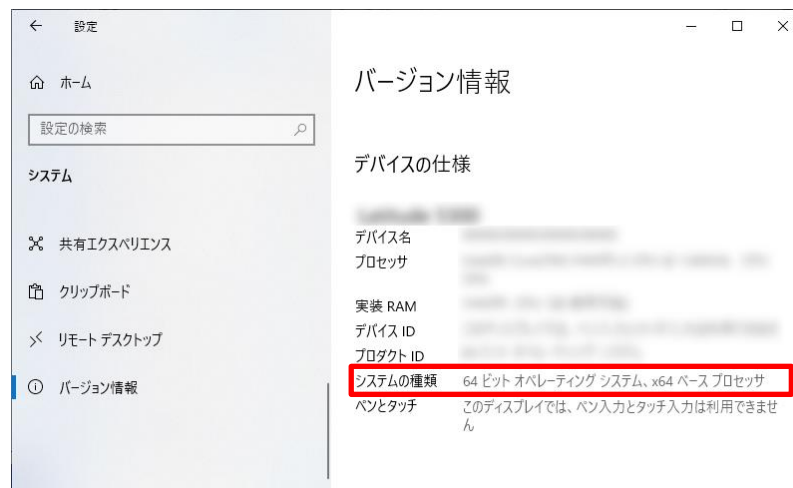 設定
ホーム
設定の検索
システム
共有エクスペリエンス
クリップボード
リモート デスクトップ
バージョン情報
バージョン情報
デバイスの仕様
デバイス名
プロセッサ
実装 RAM
デバイス ID
プロダクト ID
システムの種類 64 ビット オペレーティング システム、x64 ベース プロセッサ
ペンとタッチ このディスプレイでは、ペン入力とタッチ入力は利用できませ
ん